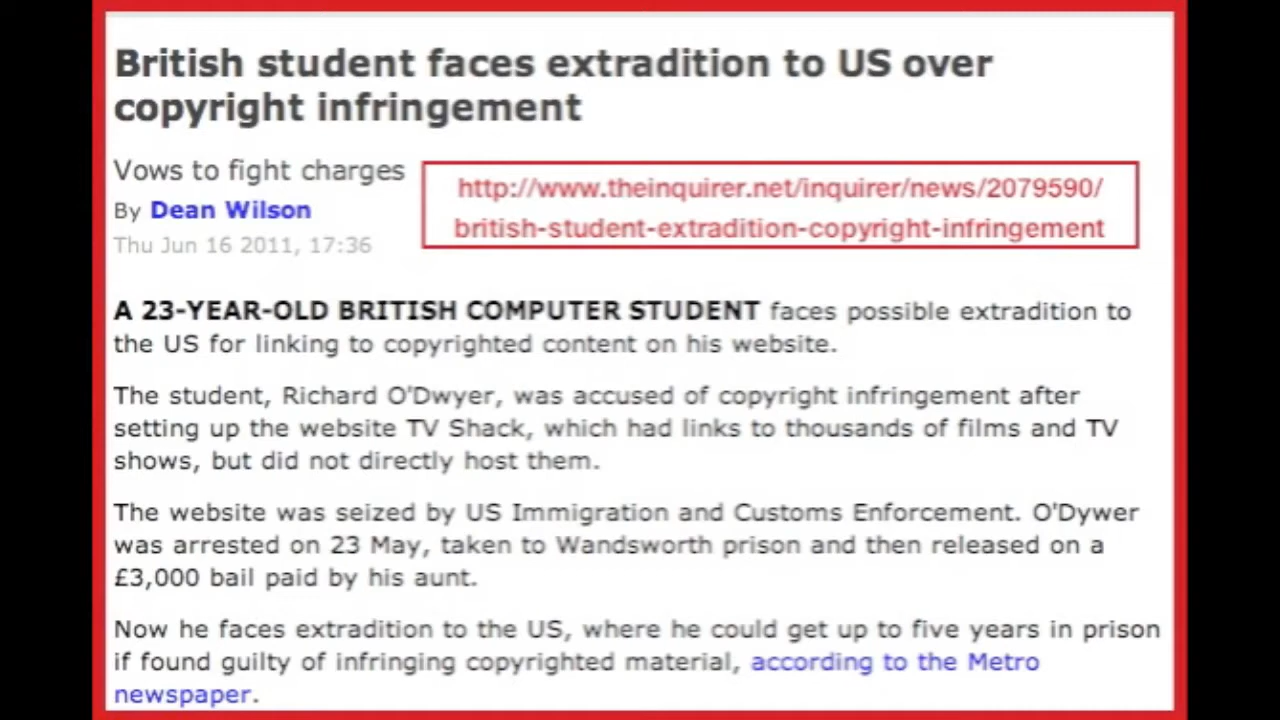 British student faces extradition to US over
copyright infringement
Vows to fight charges
By Dean Wilson
Thu Jun 16 2011, 17:36
http://www.theinquirer.net/inquirer/news/2079590/
british-student-extradition-copyright-infringement
A 23-YEAR-OLD BRITISH COMPUTER STUDENT faces possible extradition to
the US for linking to copyrighted content on his website.
The student, Richard O'Dwyer, was accused of copyright infringement after
setting up the website TV Shack, which had links to thousands of films and TV
shows, but did not directly host them.
The website was seized by US Immigration and Customs Enforcement. O'Dywer
was arrested on 23 May, taken to Wandsworth prison and then released on a
£3,000 bail paid by his aunt.
Now he faces extradition to the US, where he could get up to five years in prison
if found guilty of infringing copyrighted material, according to the Metro
newspaper.